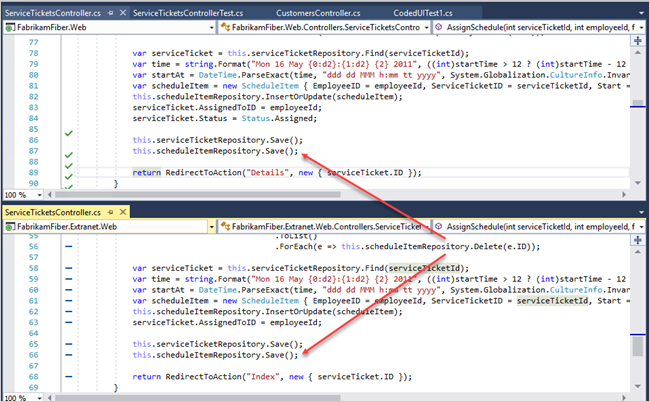 ServiceTicketsController.cs ServiceTicketsControllerTest.cs CustomersController.cs CodedUITest1.cs
FabrikamFiber.Web FabrikamFiber.Web.Controllers.ServiceTicketsContro AssignSchedule(int serviceTicketId, int employeeId, f
77
78 var serviceTicket = this.serviceTicketRepository.Find(serviceTicketId);
79 var time = string.Format("Mon 16 May {0:d2}:{1:d2} {2} 2011", ((int)startTime > 12 ? (int)startTime - 12
80 var startAt = DateTime.ParseExact(time, "ddd dd MMM h:mm tt yyyy", System.Globalization.CultureInfo.Invar
81 var scheduleItem = new ScheduleItem { EmployeeID = employeeId, ServiceTicketID = serviceTicketId, Start =
82 this.scheduleItemRepository.InsertOrUpdate(scheduleItem);
83 serviceTicket.AssignedToID = employeeId;
84 serviceTicket.Status = Status.Assigned;
85
86 this.serviceTicketRepository.Save();
87 this.scheduleItemRepository.Save();
88
89 return RedirectToAction("Details", new { serviceTicket.ID });
90 }
100 %
ServiceTicketsController.cs
FabrikamFiber.Extranet.Web FabrikamFiber.Extranet.Web.Controllers.ServiceTicket AssignSchedule(int serviceTicketId, int employeeId, f
55 .ToList()
56 .ForEach(e => this.scheduleItemRepository.Delete(e.ID));
57
58 var serviceTicket = this.serviceTicketRepository.Find(serviceTicketId);
59 var time = string.Format("Mon 16 May {0:d2}:{1:d2} {2} 2011", ((int)startTime > 12 ? (int)startTime - 12
60 var startAt = DateTime.ParseExact(time, "ddd dd MMM h:mm tt yyyy", System.Globalization.CultureInfo.Invar
61 var scheduleItem = new ScheduleItem { EmployeeID = employeeId, ServiceTicketID = serviceTicketId, Start =
62 this.scheduleItemRepository.InsertOrUpdate(scheduleItem);
63 serviceTicket.AssignedToID = employeeId;
64
65 this.serviceTicketRepository.Save();
66 this.scheduleItemRepository.Save();
67
68 return RedirectToAction("Index", new { serviceTicket.ID });
69 }
100 %